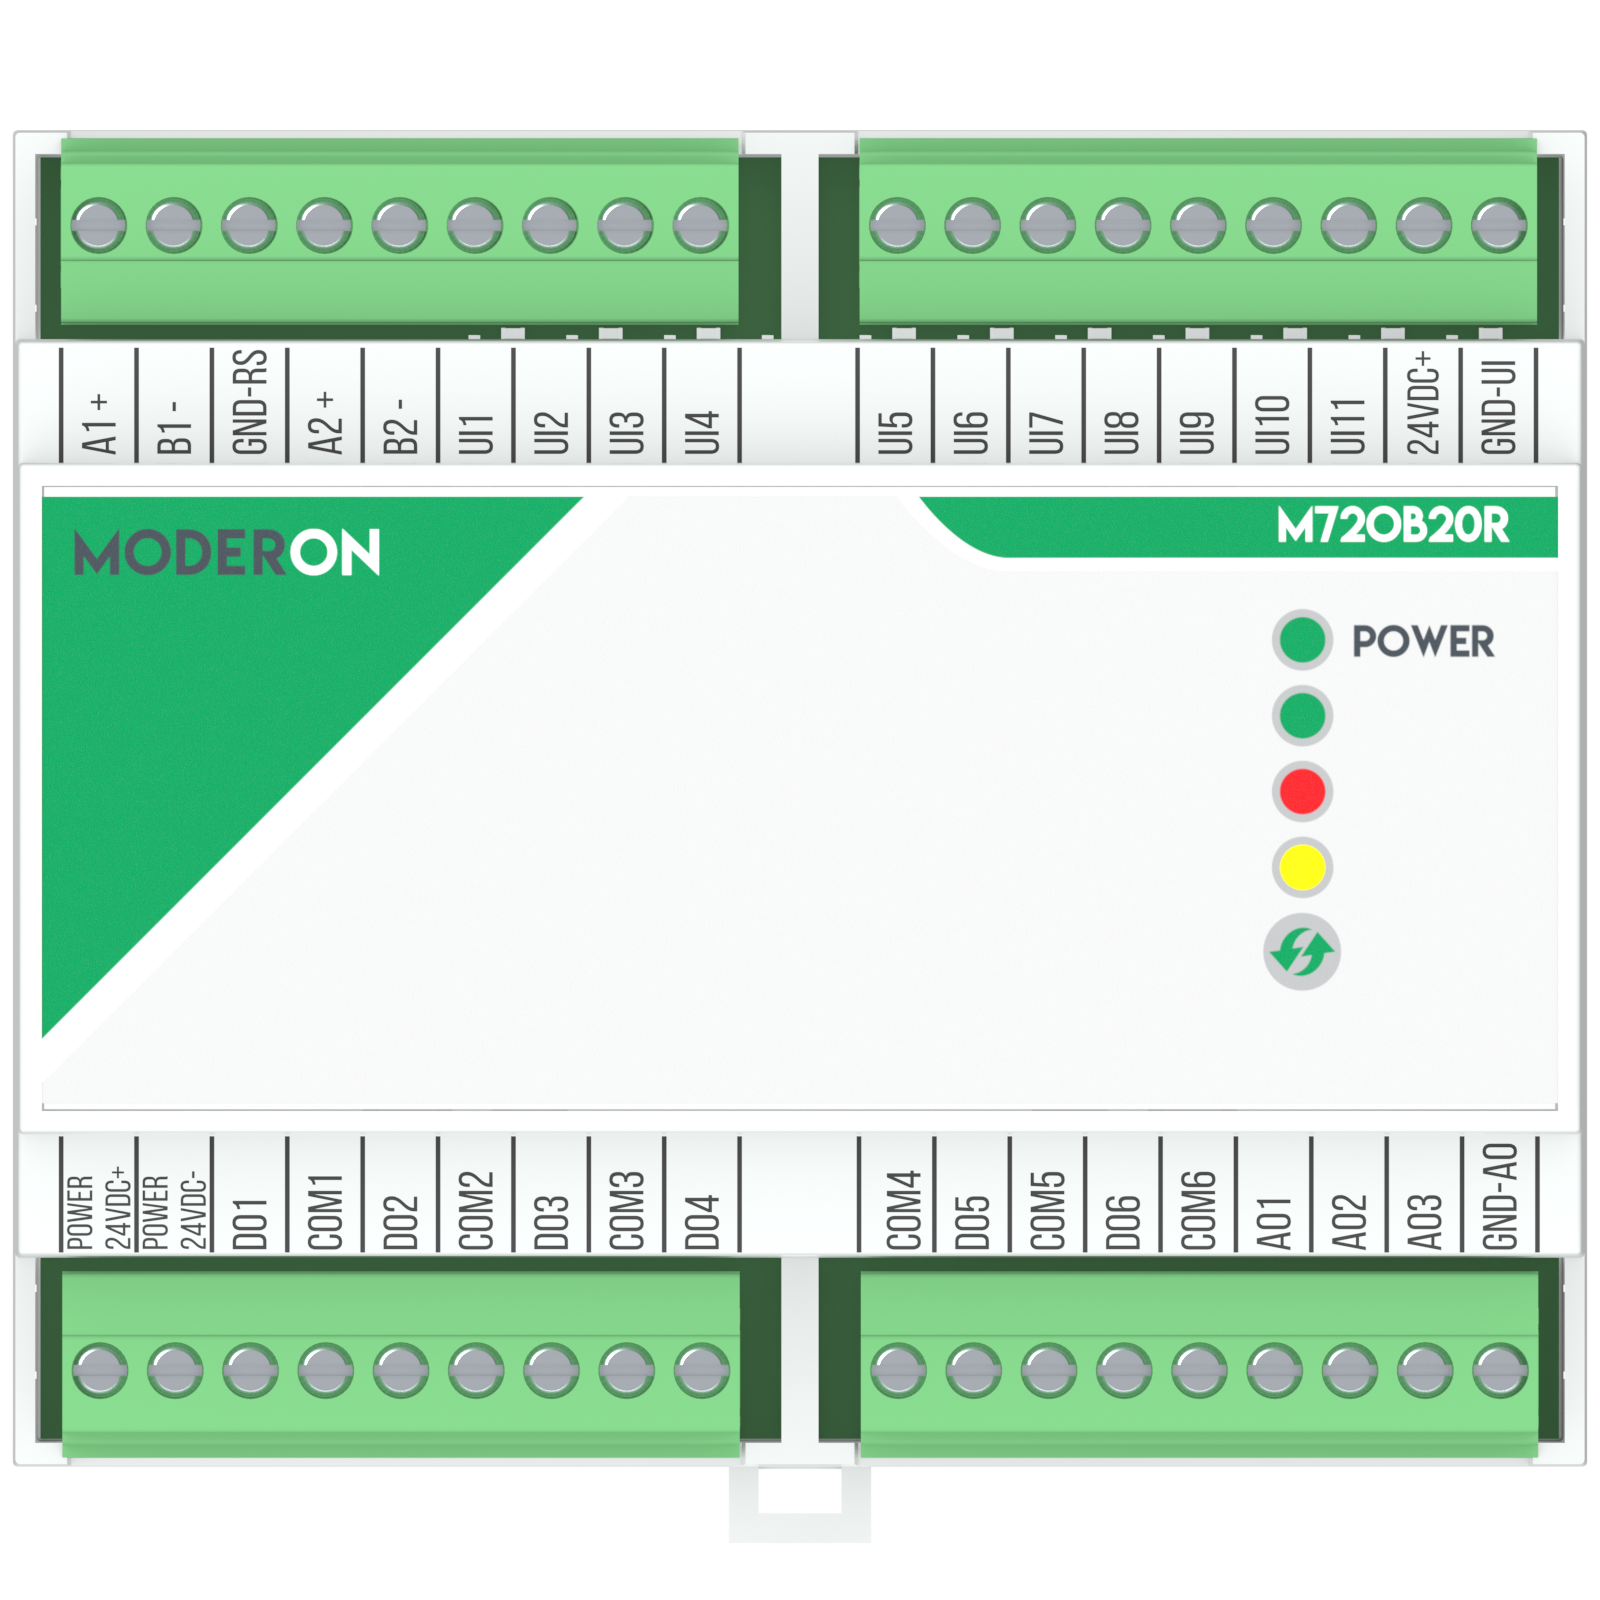 A1 +
B1 -
GND-RS
A2 +
B2 -
UI1
UI2
UI3
UI4
UI5
UI6
UI7
UI8
UI9
UI10
UI11
24VDC+
GND-UI
MODERON
M72OB20R
POWER
POWER
24VDC+
POWER
24VDC-
DO1
COM1
DO2
COM2
DO3
COM3
DO4
COM4
DO5
COM5
DO6
COM6
AO1
AO2
AO3
GND-AO